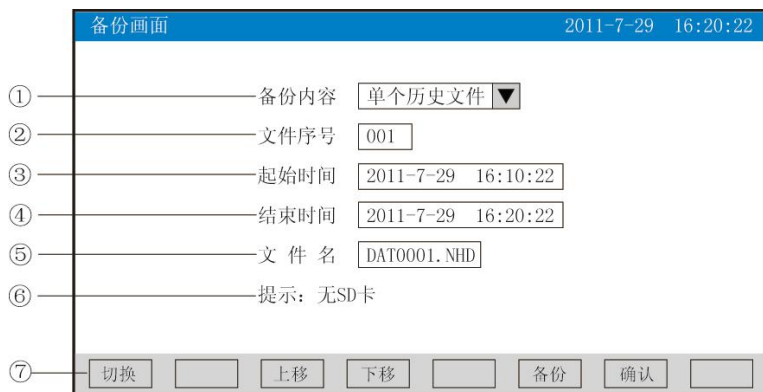 备份画面 2011-7-29 16:20:22
① 备份内容 单个历史文件 ▼
② 文件序号 001
③ 起始时间 2011-7-29 16:10:22
④ 结束时间 2011-7-29 16:20:22
⑤ 文 件 名 DAT0001.NHD
⑥ 提示：无SD卡
⑦ 切换 上移 下移 备份 确认